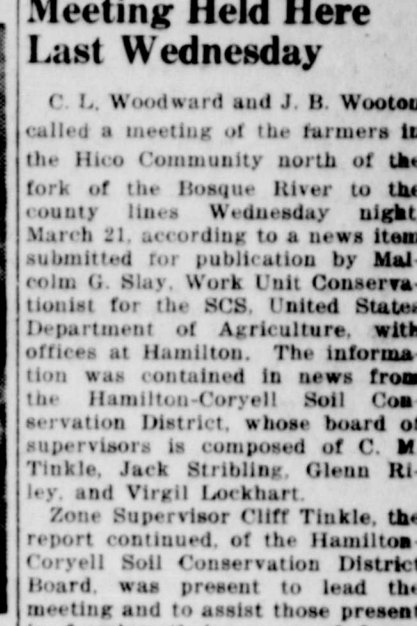 Meeting Held Here
Last Wednesday
C. L. Woodward and J. B. Wooton
called a meeting of the farmers in
the Hico Community north of the
fork of the Bosque River to the
county lines Wednesday night,
March 21, according to a news item
submitted for publication by Mal-
colm G. Slay, Work Unit Conserva-
tionist for the SCS, United States
Department of Agriculture, with
offices at Hamilton. The informa-
tion was contained in news from
the Hamilton-Coryell Soil Con-
servation District, whose board of
supervisors is composed of C. M.
Tinkle, Jack Stribling, Glenn Ri-
ley, and Virgil Lockhart.
Zone Supervisor Cliff Tinkle, the
report continued, of the Hamilton-
Coryell Soil Conservation District
Board, was present to lead the
meeting and to assist those present